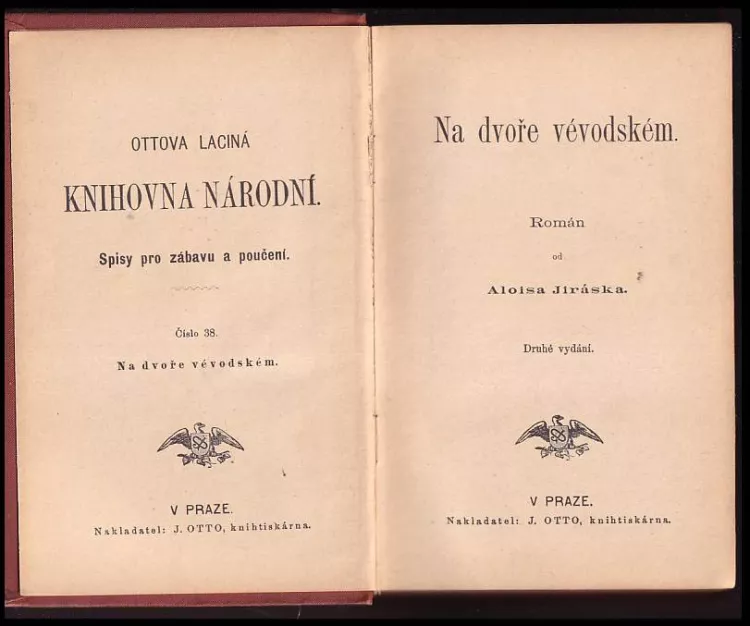 OTTOVA LACINÁ
KNIHOVNA NÁRODNÍ.
Spisy pro zábavu a poučení.
Číslo 38.
Na dvoře vévodském.
V PRAZE.
Nakladatel: J. OTTO, knihtiskárna.
Na dvoře vévodském.
Román
od
Aloisa Jiráska.
Druhé vydání.
V PRAZE.
Nakladatel: J. OTTO, knihtiskárna.